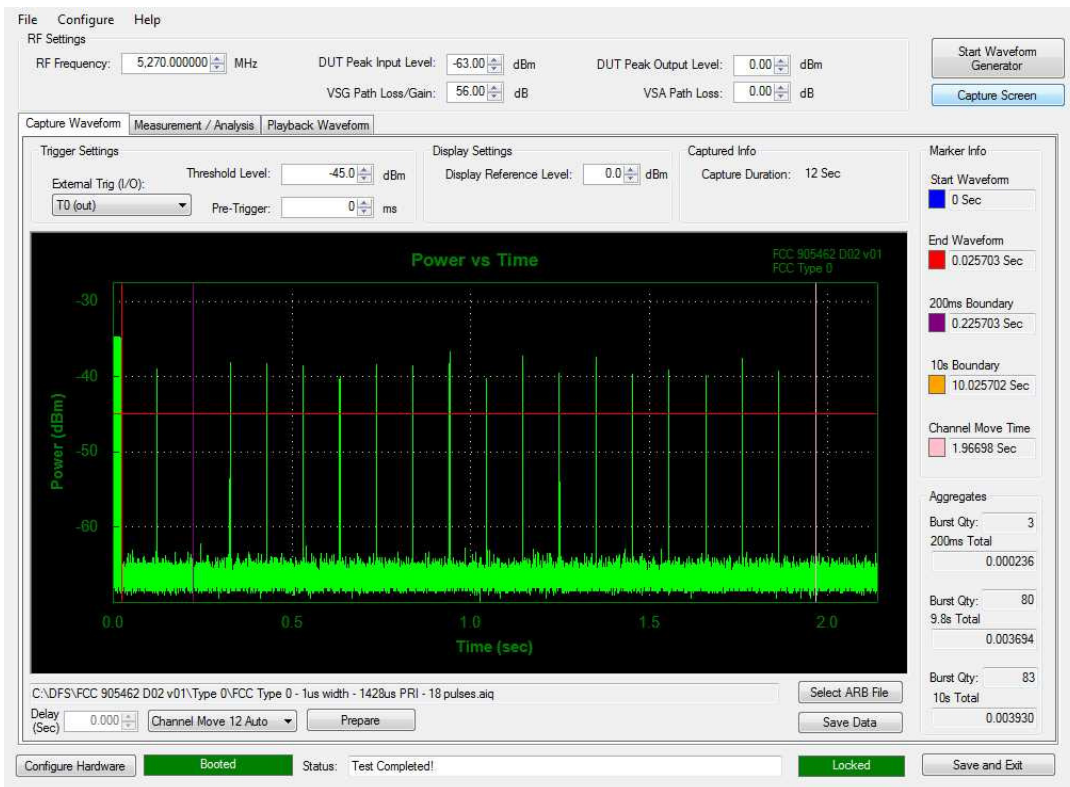 File Configure Help
RF Settings
RF Frequency: 5,270.000000 MHz DUT Peak Input Level: -63.00 dBm DUT Peak Output Level: 0.00 dBm
VSG Path Loss/Gain: 56.00 dB VSA Path Loss: 0.00 dB
Start Waveform
Generator
Capture Screen
Capture Waveform Measurement / Analysis Playback Waveform
Trigger Settings
External Trig (I/O):
T0 (out)
Threshold Level: -45.0 dBm
Pre-Trigger: 0 ms
Display Settings
Display Reference Level: 0.0 dBm
Captured Info
Capture Duration: 12 Sec
Marker Info
Start Waveform
0 Sec
End Waveform
0.025703 Sec
200ms Boundary
0.225703 Sec
10s Boundary
10.025702 Sec
Channel Move Time
1.96698 Sec
Aggregates
Burst Qty: 3
200ms Total
0.000236
Burst Qty: 80
9.8s Total
0.003694
Burst Qty: 83
10s Total
0.003930
Power vs Time
FCC 905462 D02 v01
FCC Type 0
Power (dBm)
-30
-40
-50
-60
0.0 0.5 1.0 1.5 2.0
Time (sec)
C:\DFS\FCC 905462 D02 v01\Type 0\FCC Type 0 - 1us width - 1428us PRI - 18 pulses.aiq
Select ARB File
Delay
(Sec)
0.000 Channel Move 12 Auto Prepare
Save Data
Configure Hardware Booted Status: Test Completed! Locked Save and Exit